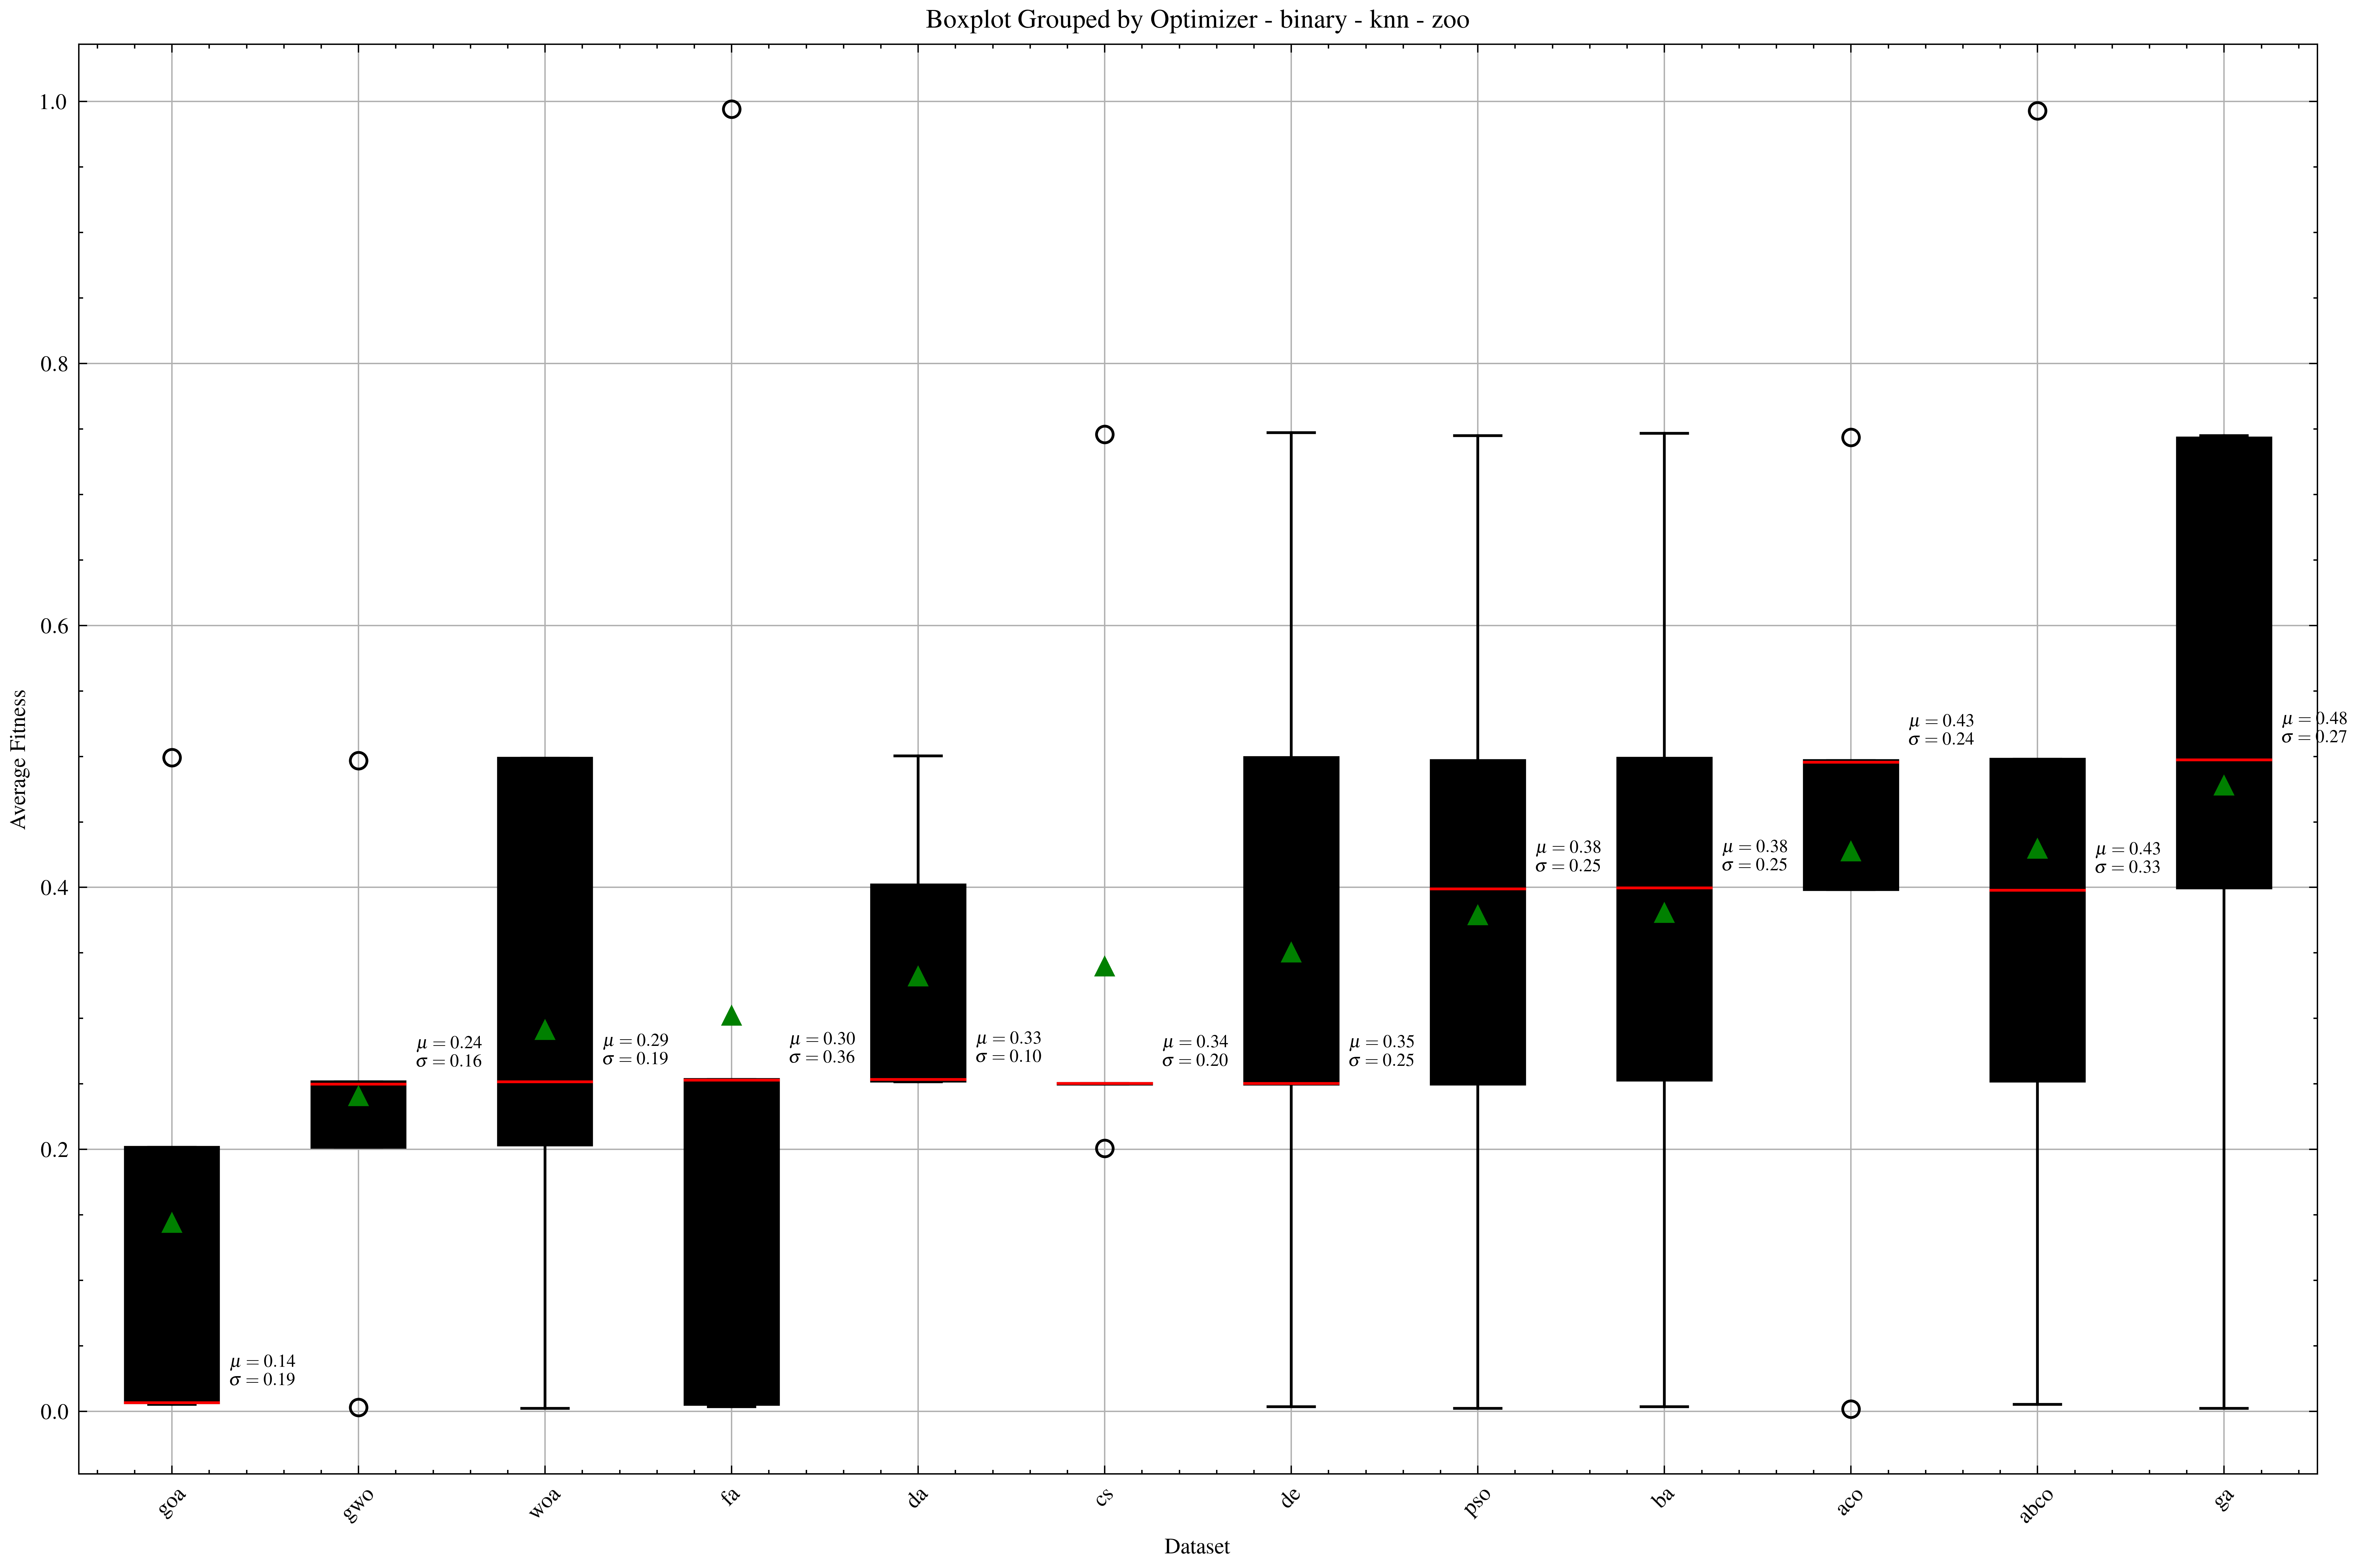 Boxplot Grouped by Optimizer - binary - knn - zoo
Average Fitness
1.0
0.8
0.6
0.4
0.2
0.0
μ = 0.14
σ = 0.19
μ = 0.24
σ = 0.16
μ = 0.29
σ = 0.19
μ = 0.30
σ = 0.36
μ = 0.33
σ = 0.10
μ = 0.34
σ = 0.20
μ = 0.35
σ = 0.25
μ = 0.38
σ = 0.25
μ = 0.38
σ = 0.25
μ = 0.43
σ = 0.24
μ = 0.43
σ = 0.33
μ = 0.48
σ = 0.27
goa
gwo
woa
fa
da
cs
de
pso
ba
aco
abco
ga
Dataset